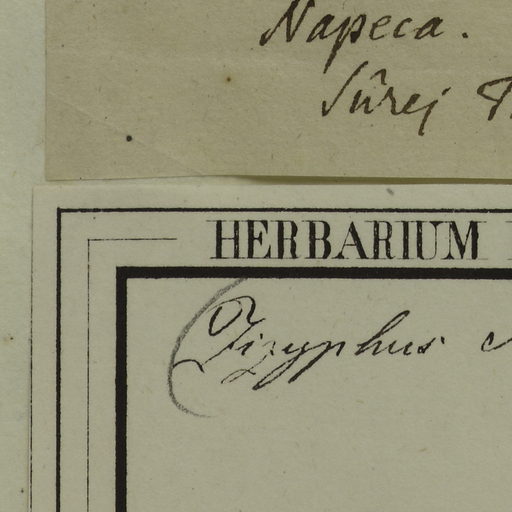 Napeca.
Sûrej
HERBARIUM
(Zizyphus